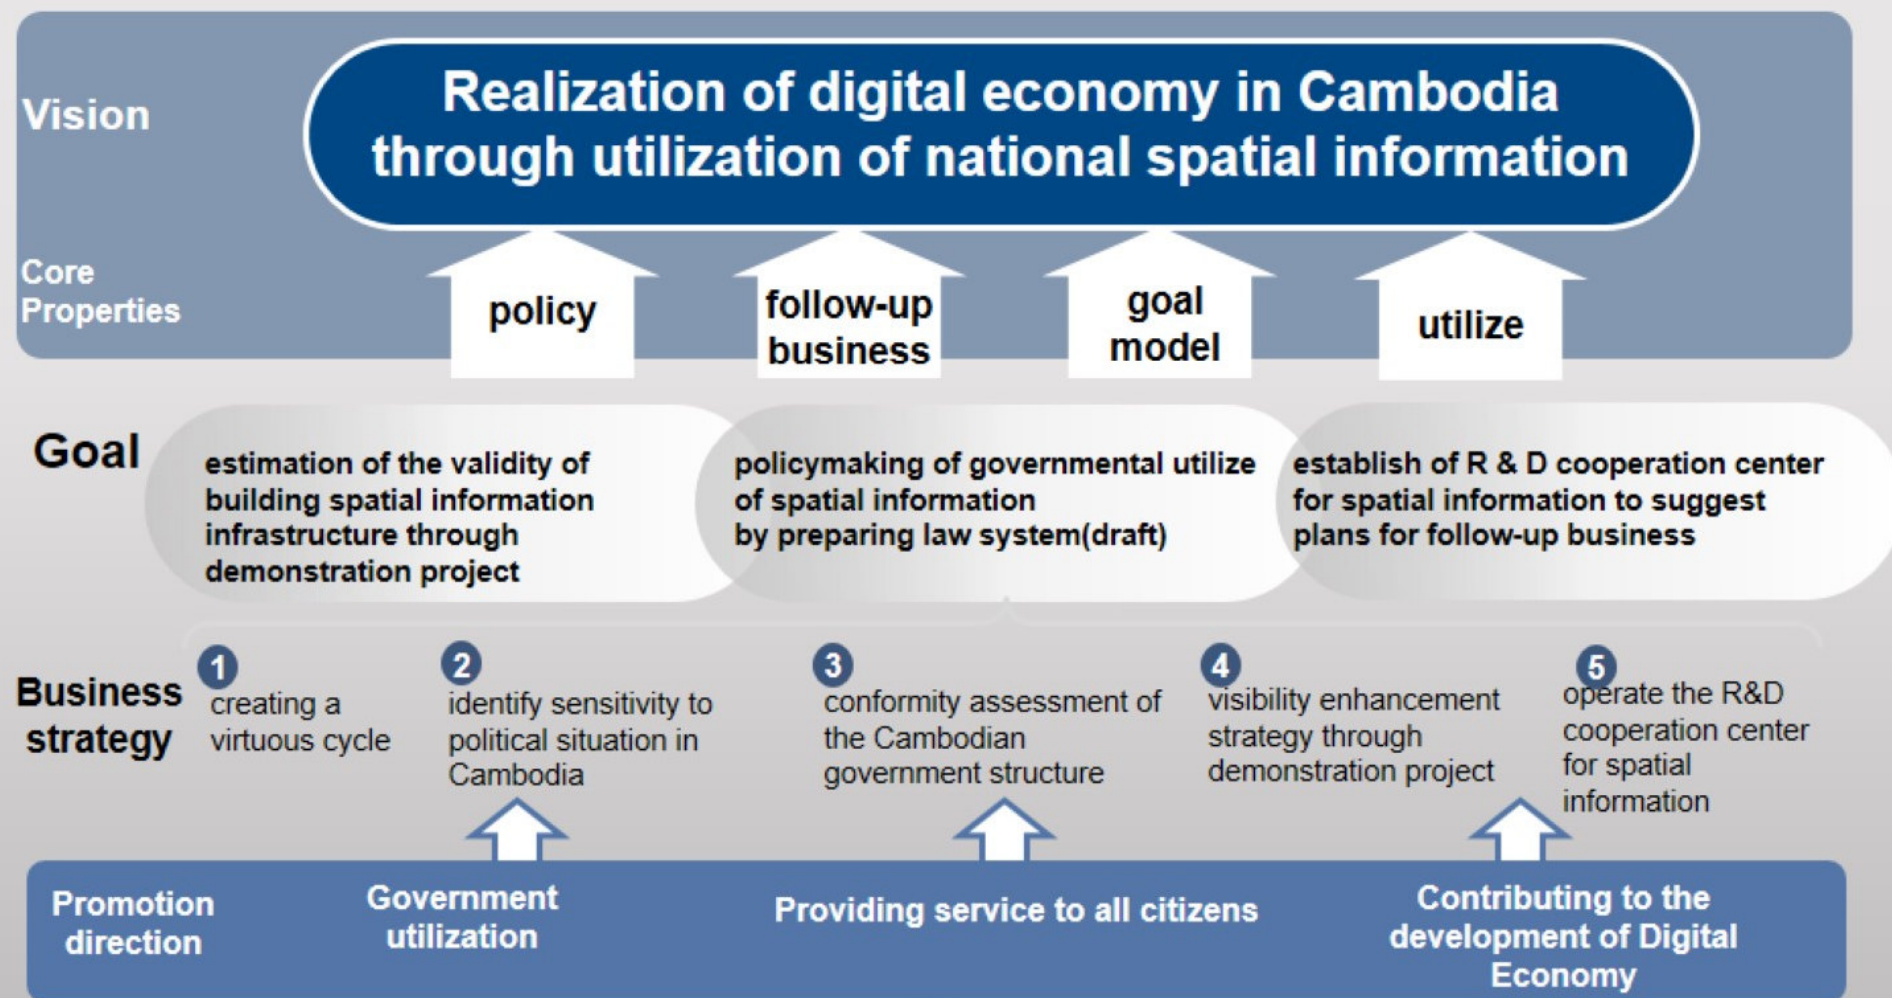 Vision
Realization of digital economy in Cambodia
through utilization of national spatial information
Core
Properties
policy
follow-up
business
goal
model
utilize
Goal
estimation of the validity of
building spatial information
infrastructure through
demonstration project
policymaking of governmental utilize
of spatial information
by preparing law system(draft)
establish of R & D cooperation center
for spatial information to suggest
plans for follow-up business
Business
strategy
1
creating a
virtuous cycle
2
identify sensitivity to
political situation in
Cambodia
3
conformity assessment of
the Cambodian
government structure
4
visibility enhancement
strategy through
demonstration project
5
operate the R&D
cooperation center
for spatial
information
Promotion
direction
Government
utilization
Providing service to all citizens
Contributing to the
development of Digital
Economy